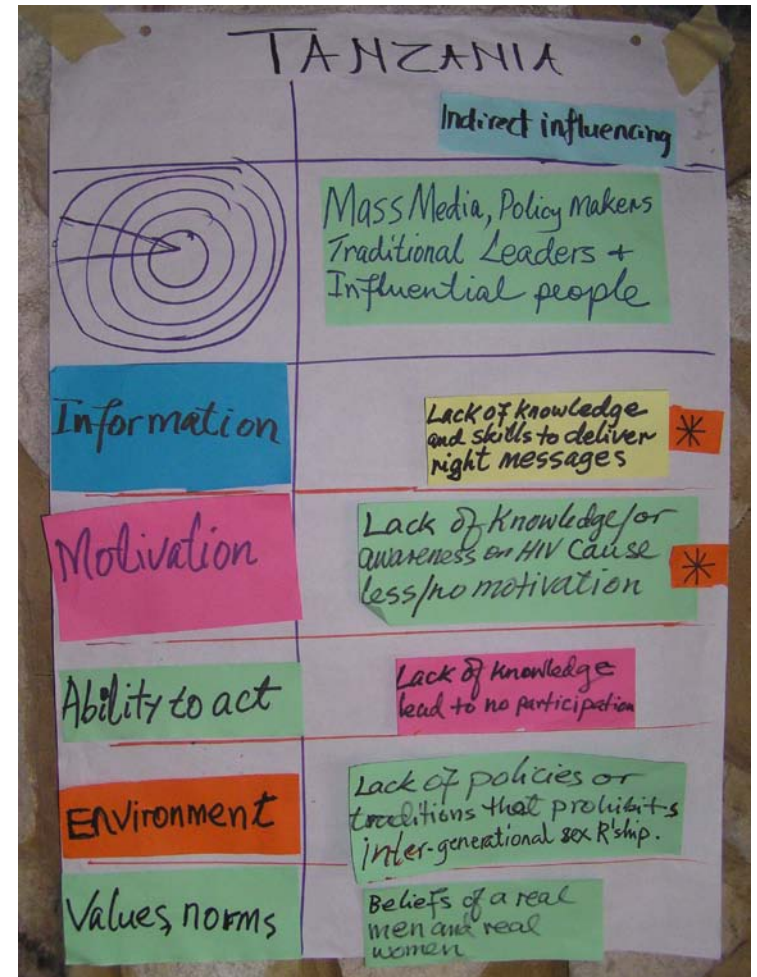 TANZANIA
Indirect influencing
Mass Media, Policy Makers
Traditional Leaders +
Influential people
Information
Lack of knowledge
and skills to deliver
right messages
*
Motivation
Lack of Knowledge/or
awareness on HIV Cause
less/no motivation
*
Ability to act
Lack of knowledge
lead to no participation
Environment
Lack of policies or
traditions that prohibits
inter-generational sex R'ship.
Values, norms
Beliefs of a real
men and real
women